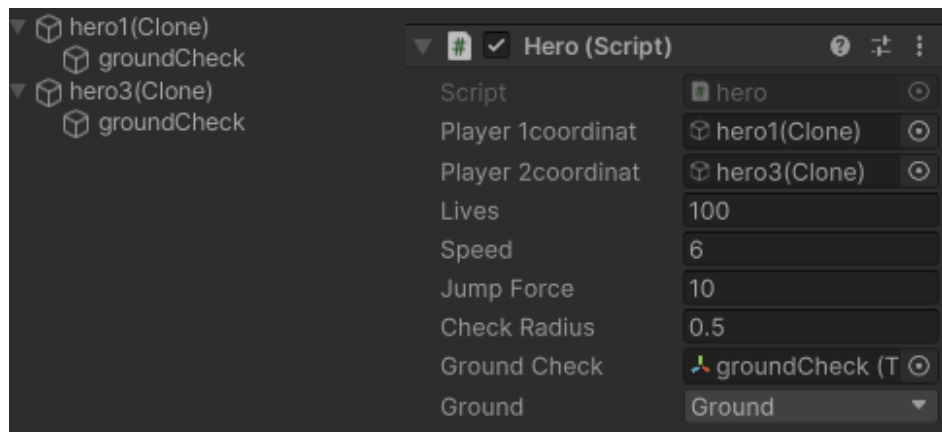 hero1(Clone)
groundCheck
hero3(Clone)
groundCheck
# Hero (Script)
Script # hero
Player 1coordinat hero1(Clone)
Player 2coordinat hero3(Clone)
Lives 100
Speed 6
Jump Force 10
Check Radius 0.5
Ground Check groundCheck (T
Ground Ground